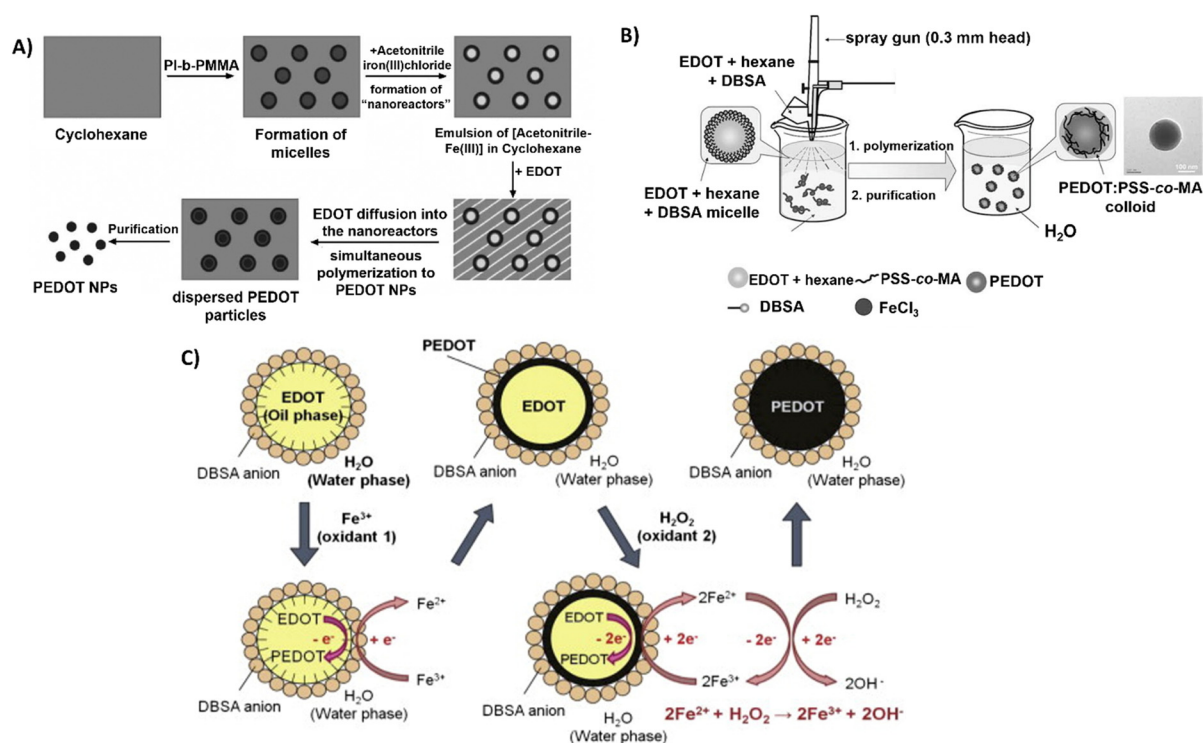 A)
PI-b-PMMA
Cyclohexane
Formation of
micelles
+Acetonitrile
iron(III)chloride
formation of
“nanoreactors”
Emulsion of [Acetonitrile-
Fe(III)] in Cyclohexane
+ EDOT
EDOT diffusion into
the nanoreactors
simultaneous
polymerization to
PEDOT NPs
dispersed PEDOT
particles
Purification
PEDOT NPs
B)
spray gun (0.3 mm head)
EDOT + hexane
+ DBSA
EDOT + hexane
+ DBSA micelle
1. polymerization
2. purification
H₂O
100 nm
PEDOT:PSS-co-MA
colloid
EDOT + hexane
PSS-co-MA
PEDOT
DBSA
FeCl₃
C)
EDOT
(Oil phase)
DBSA anion
H₂O
(Water phase)
PEDOT
EDOT
DBSA anion
H₂O
(Water phase)
PEDOT
DBSA anion
H₂O
(Water phase)
Fe³⁺
(oxidant 1)
H₂O₂
(oxidant 2)
EDOT
- e⁻
PEDOT
+ e⁻
Fe²⁺
Fe³⁺
DBSA anion
H₂O
(Water phase)
EDOT
- 2e⁻
PEDOT
+ 2e⁻
2Fe²⁺
2Fe³⁺
- 2e⁻
+ 2e⁻
H₂O₂
2OH⁻
DBSA anion
H₂O
(Water phase)
2Fe²⁺ + H₂O₂ → 2Fe³⁺ + 2OH⁻